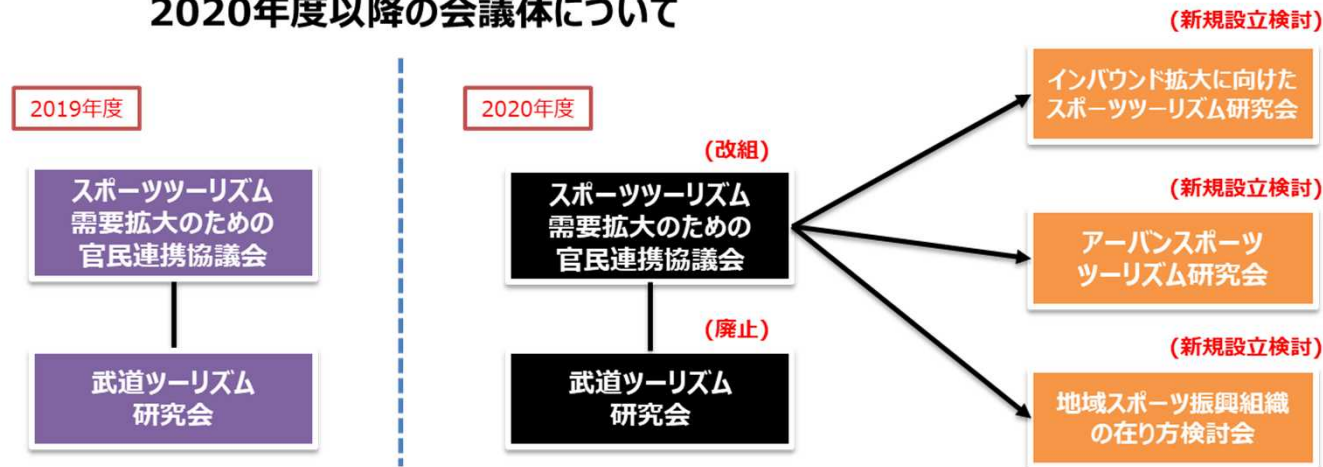 2020年度以降の会議体について
2019年度
スポーツツーリズム
需要拡大のための
官民連携協議会
武道ツーリズム
研究会
2020年度
(改組)
スポーツツーリズム
需要拡大のための
官民連携協議会
(廃止)
武道ツーリズム
研究会
(新規設立検討)
インバウンド拡大に向けた
スポーツツーリズム研究会
(新規設立検討)
アーバンスポーツ
ツーリズム研究会
(新規設立検討)
地域スポーツ振興組織
の在り方検討会